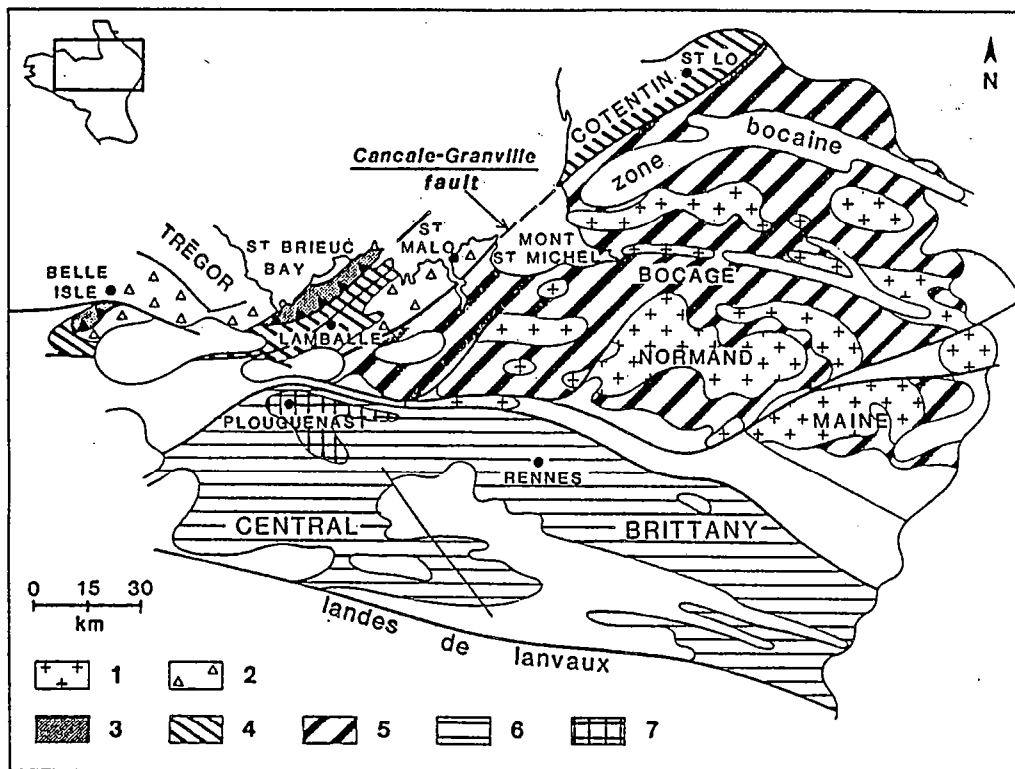 N
ST LO
COTENTIN
bocaine
zone
Cancale-Granville
fault
ST BRIEUC
BAY
ST
MALO
TRĒGOR
BELLE
ISLE
MONT
ST MICHEL
BOCAGE
LAMBALLE
NORMAND
PLOUGUENAST
MAINE
RENNES
CENTRAL
BRITTANY
0 15 30
km
landes de lanvaux
1 2
3 4 5 6 7